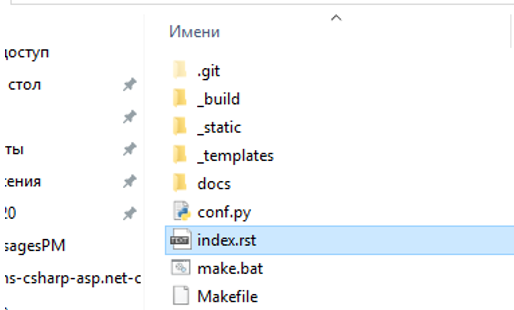 Имени
доступ
стол
ты
жения
20
sagesPM
ns-csharp-asp.net-c
.git
_build
_static
_templates
docs
conf.py
index.rst
make.bat
Makefile